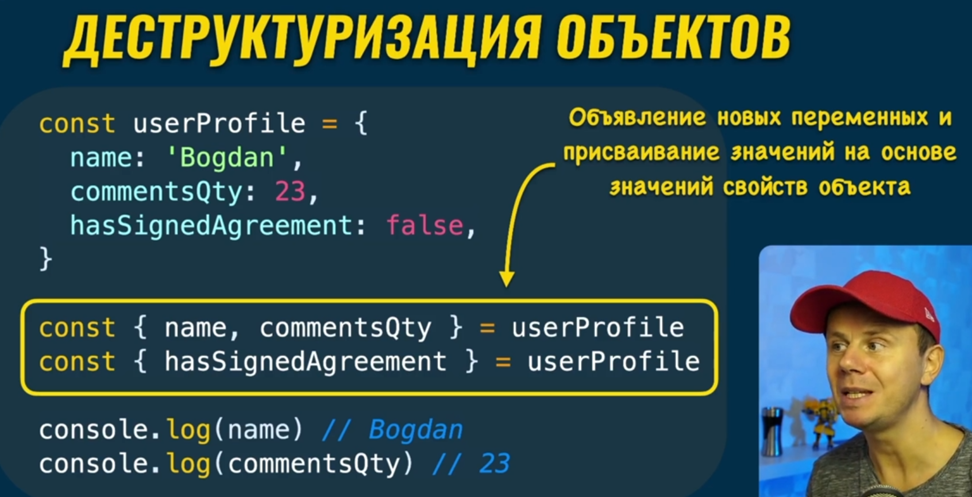 ДЕСТРУКТУРИЗАЦИЯ ОБЪЕКТОВ
const userProfile = {
  name: 'Bogdan',
  commentsQty: 23,
  hasSignedAgreement: false,
}
Объявление новых переменных и
присваивание значений на основе
значений свойств объекта
const { name, commentsQty } = userProfile
const { hasSignedAgreement } = userProfile
console.log(name) // Bogdan
console.log(commentsQty) // 23